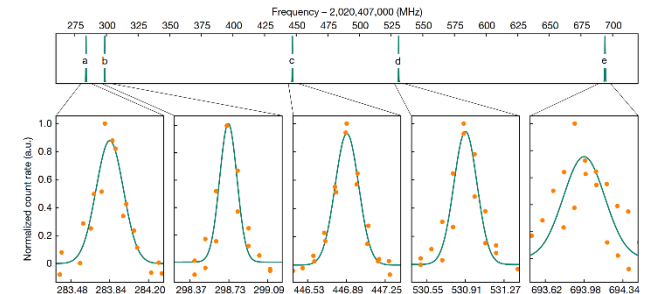 Frequency – 2,020,407,000 (MHz)
275 300 325 350 375 400 425 450 475 500 525 550 575 600 625 650 675 700
a b c d e
Normalized count rate (a.u.)
1.0
0.8
0.6
0.4
0.2
0
283.48 283.84 284.20 298.37 298.73 299.09 446.53 446.89 447.25 530.55 530.91 531.27 693.62 693.98 694.34